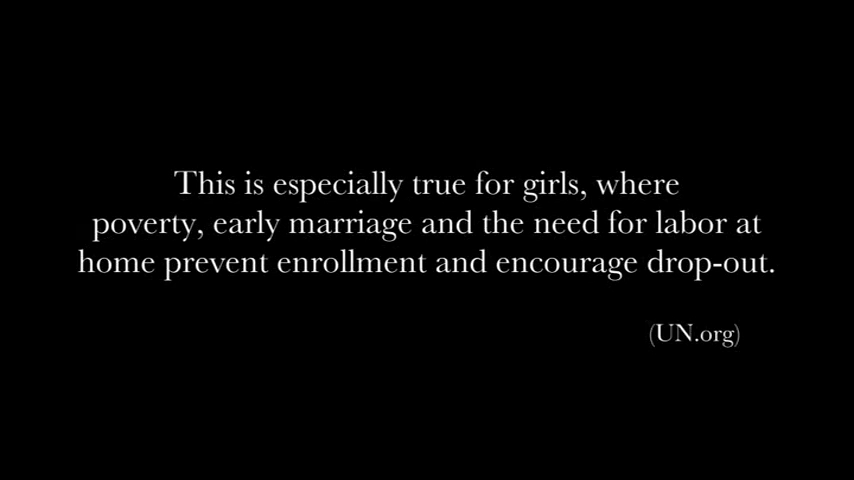 This is especially true for girls, where
poverty, early marriage and the need for labor at
home prevent enrollment and encourage drop-out.
(UN.org)